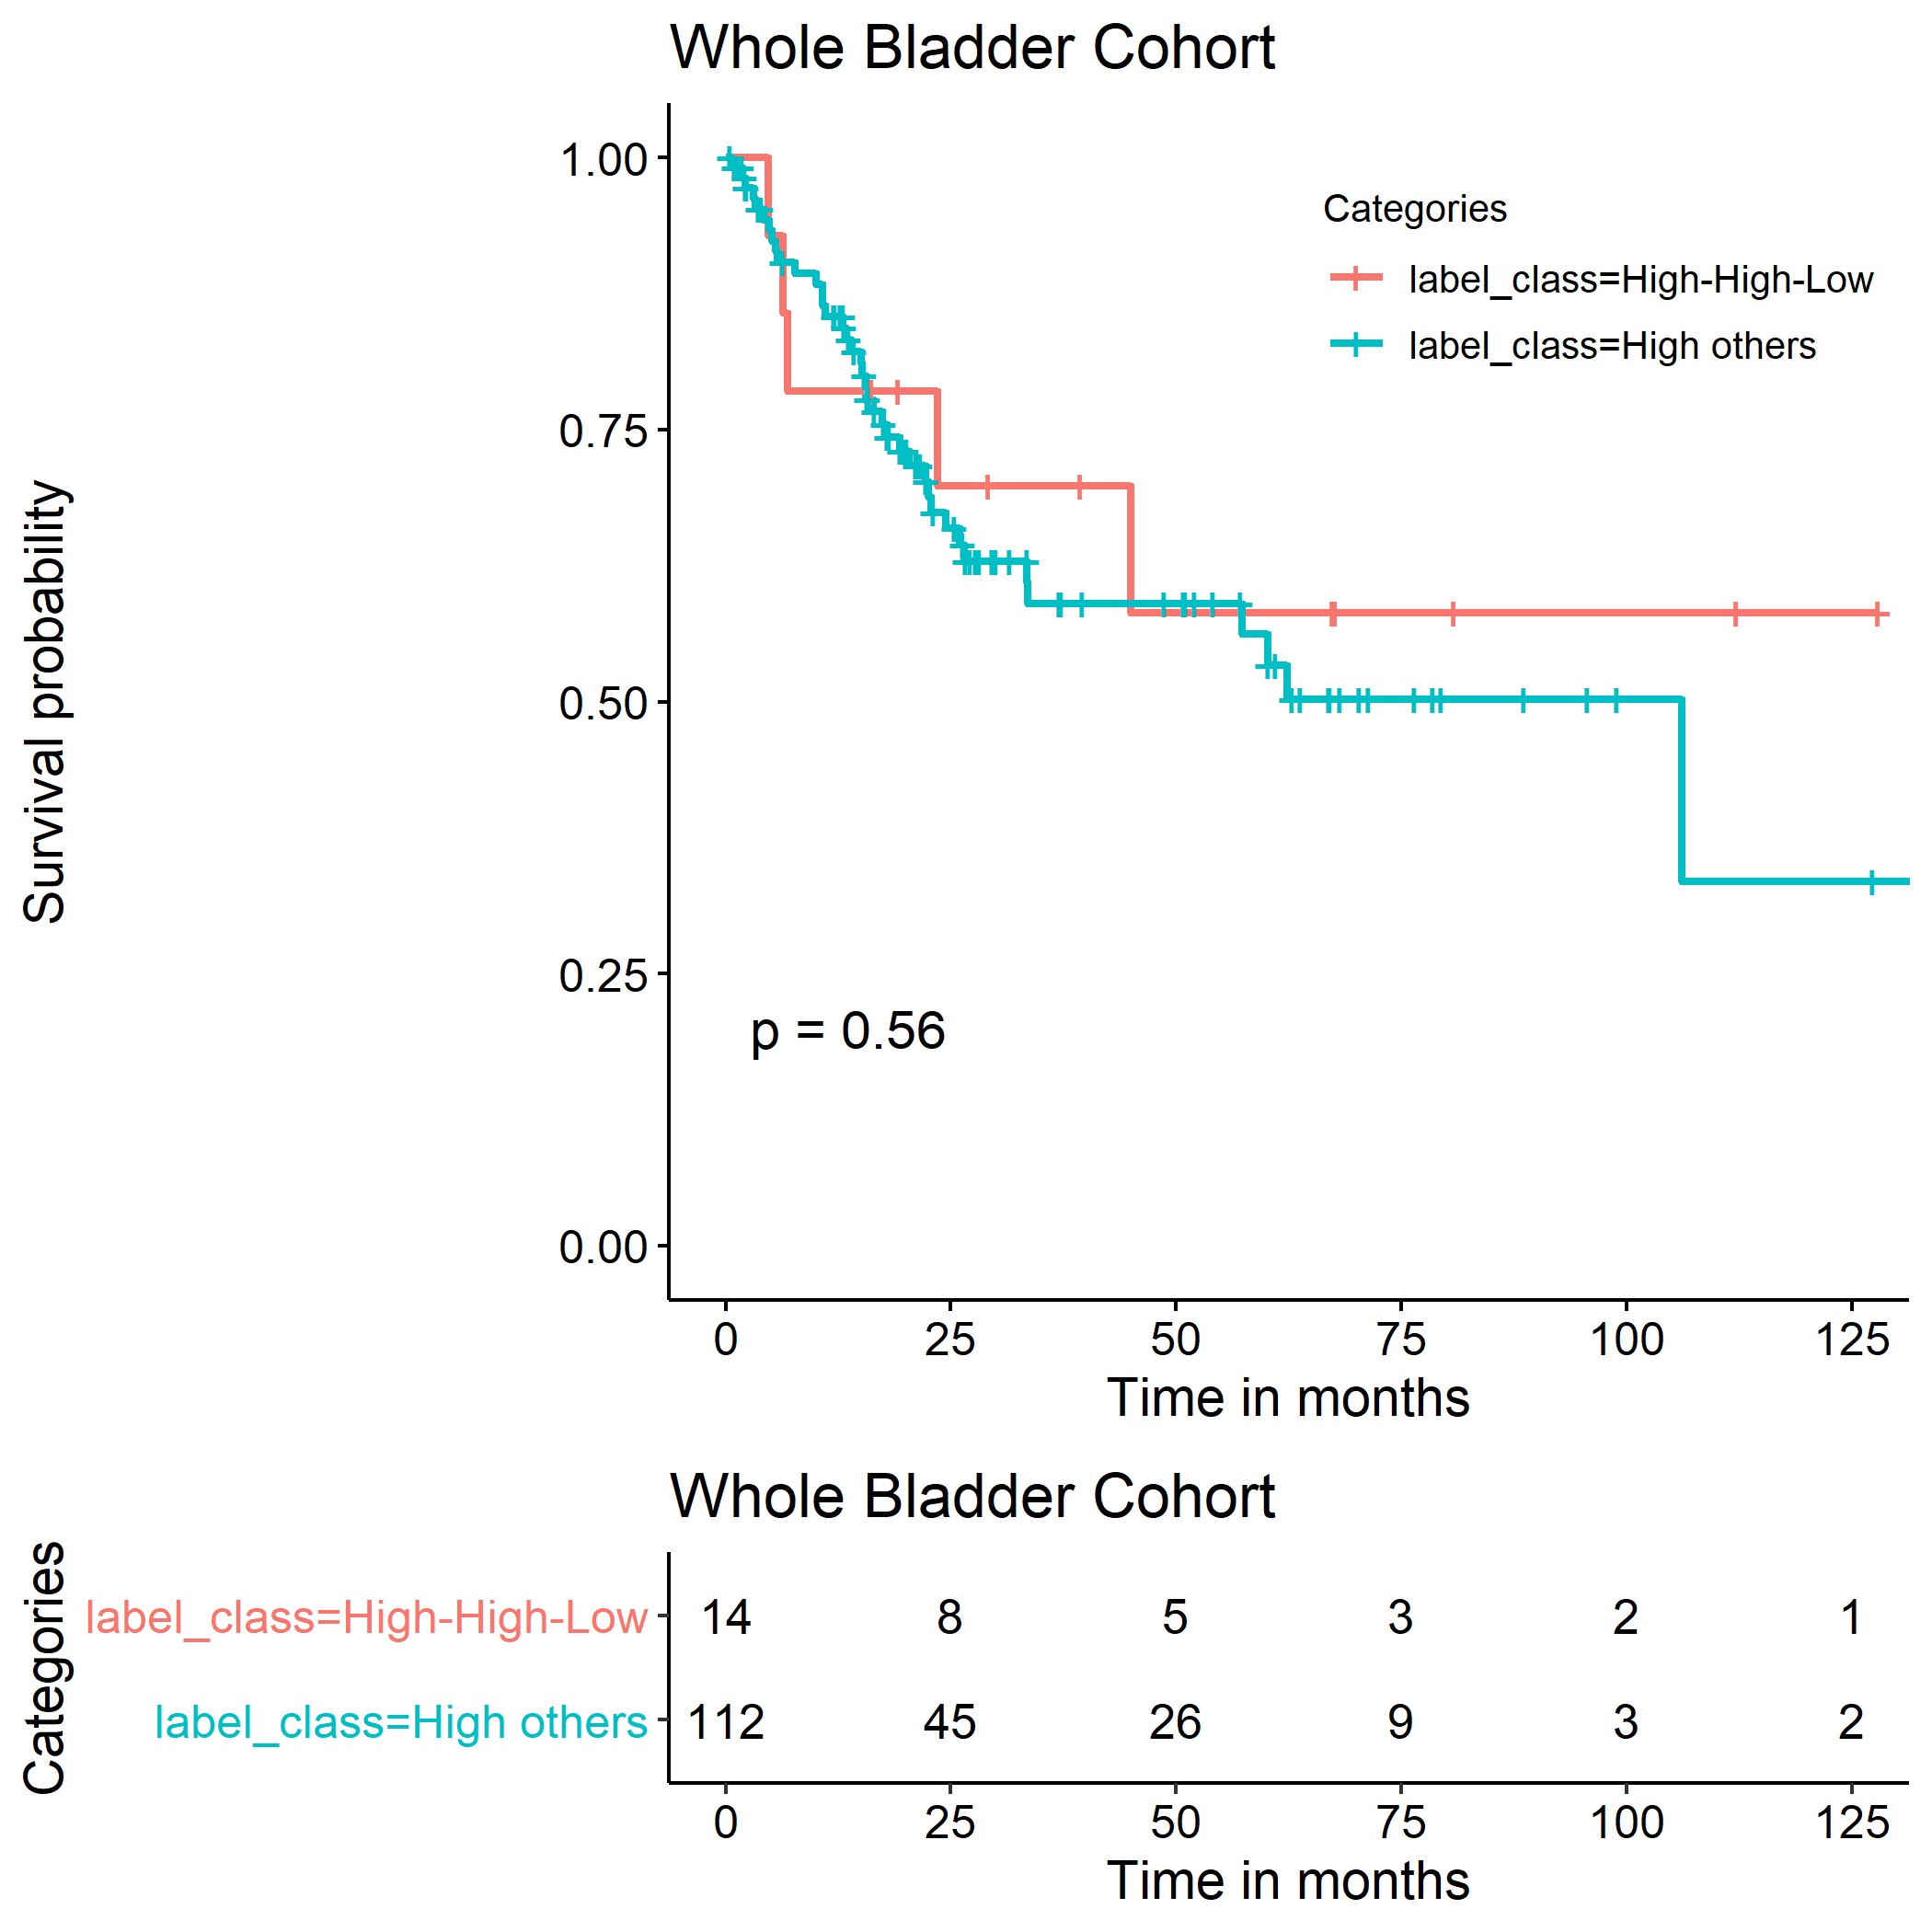 Whole Bladder Cohort
Survival probability
1.00
0.75
0.50
0.25
0.00
Categories
label_class=High-High-Low
label_class=High others
p = 0.56
0 25 50 75 100 125
Time in months
Whole Bladder Cohort
Categories
label_class=High-High-Low 14 8 5 3 2 1
label_class=High others 112 45 26 9 3 2
0 25 50 75 100 125
Time in months